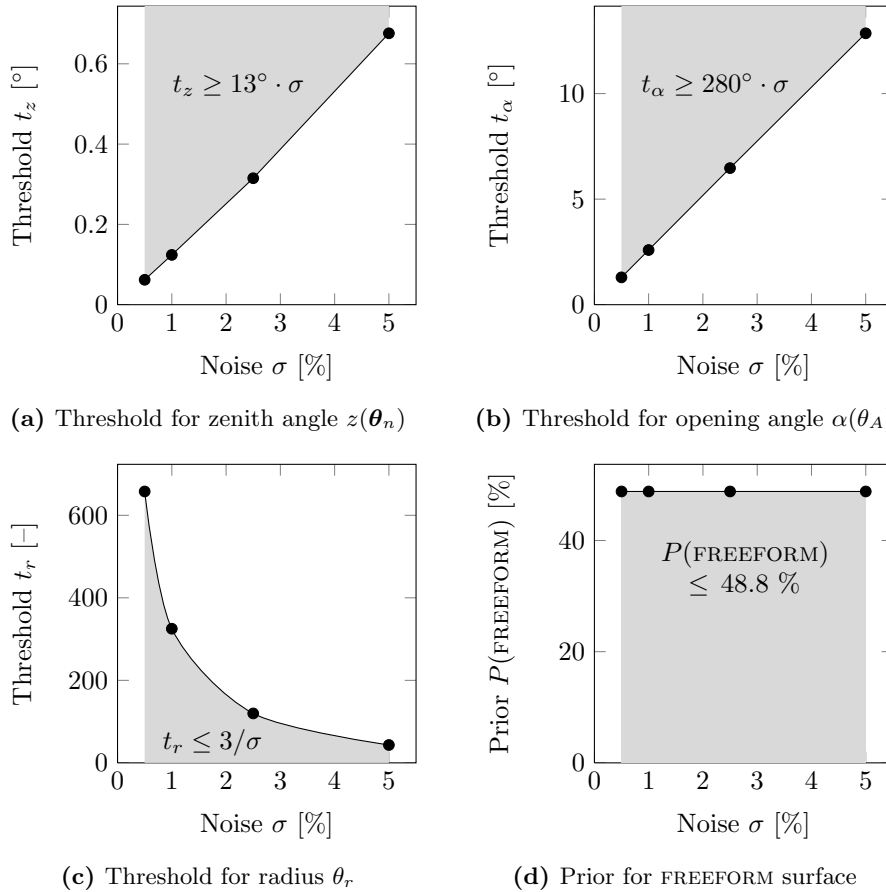 0.6
0.4
0.2
0
Threshold t_z [°]
t_z ≥ 13° · σ
0 1 2 3 4 5
Noise σ [%]
(a) Threshold for zenith angle z(θ_n)
10
5
0
Threshold t_α [°]
t_α ≥ 280° · σ
0 1 2 3 4 5
Noise σ [%]
(b) Threshold for opening angle α(θ_A
600
400
200
0
Threshold t_r [–]
t_r ≤ 3/σ
0 1 2 3 4 5
Noise σ [%]
(c) Threshold for radius θ_r
40
20
0
Prior P(FREEFORM) [%]
P(FREEFORM)
≤ 48.8 %
0 1 2 3 4 5
Noise σ [%]
(d) Prior for FREEFORM surface